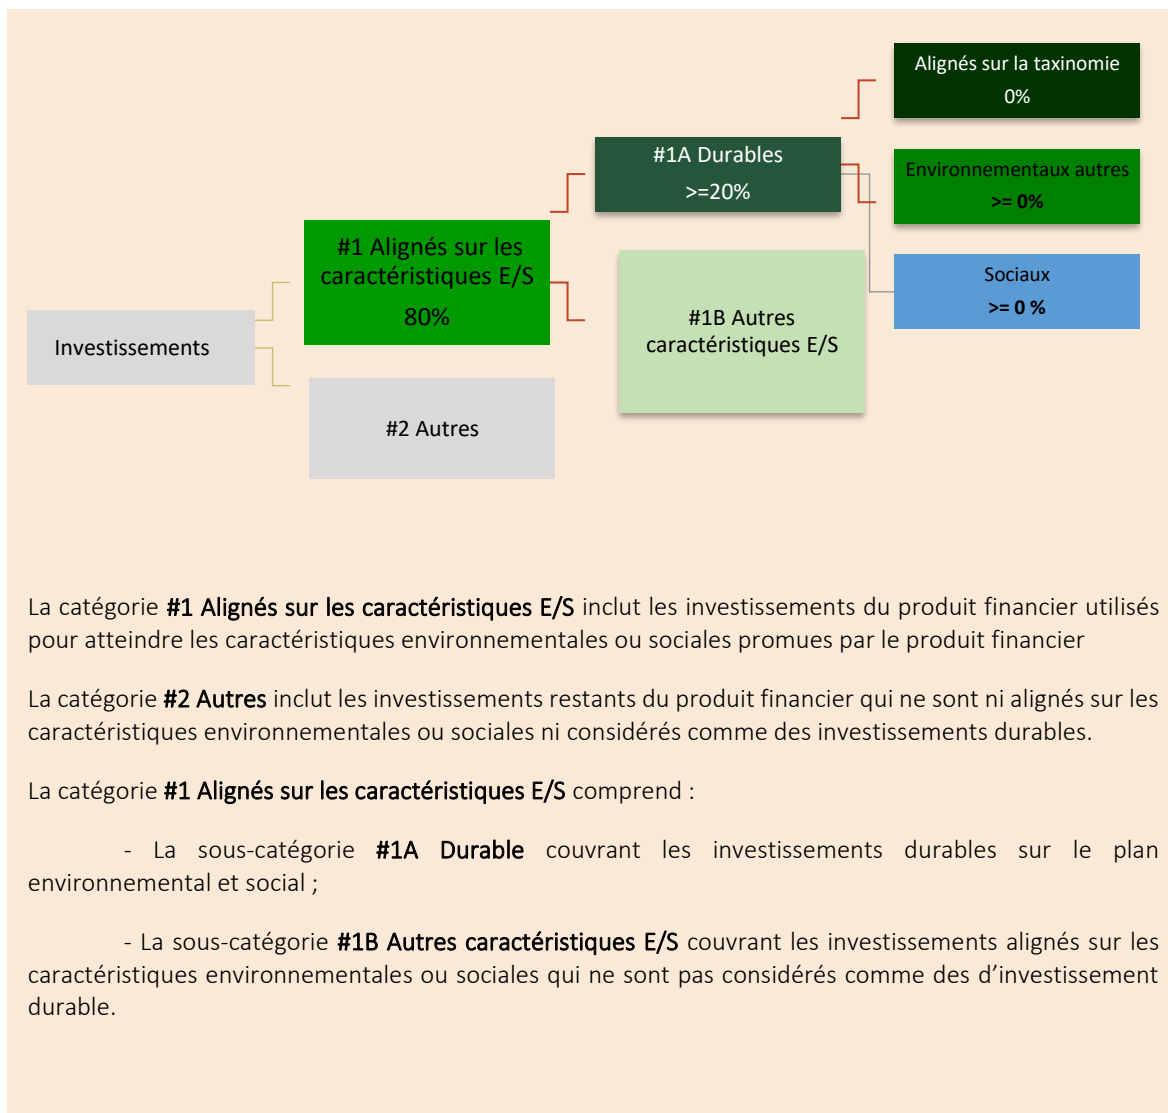 Alignés sur la taxinomie
0%
#1A Durables
>=20%
Environnementaux autres
>= 0%
#1 Alignés sur les
caractéristiques E/S
80%
Sociaux
>= 0 %
#1B Autres
caractéristiques E/S
Investissements
#2 Autres
La catégorie #1 Alignés sur les caractéristiques E/S inclut les investissements du produit financier utilisés
pour atteindre les caractéristiques environnementales ou sociales promues par le produit financier
La catégorie #2 Autres inclut les investissements restants du produit financier qui ne sont ni alignés sur les
caractéristiques environnementales ou sociales ni considérés comme des investissements durables.
La catégorie #1 Alignés sur les caractéristiques E/S comprend :
- La sous-catégorie #1A Durable couvrant les investissements durables sur le plan
environnemental et social ;
- La sous-catégorie #1B Autres caractéristiques E/S couvrant les investissements alignés sur les
caractéristiques environnementales ou sociales qui ne sont pas considérés comme des d’investissement
durable.